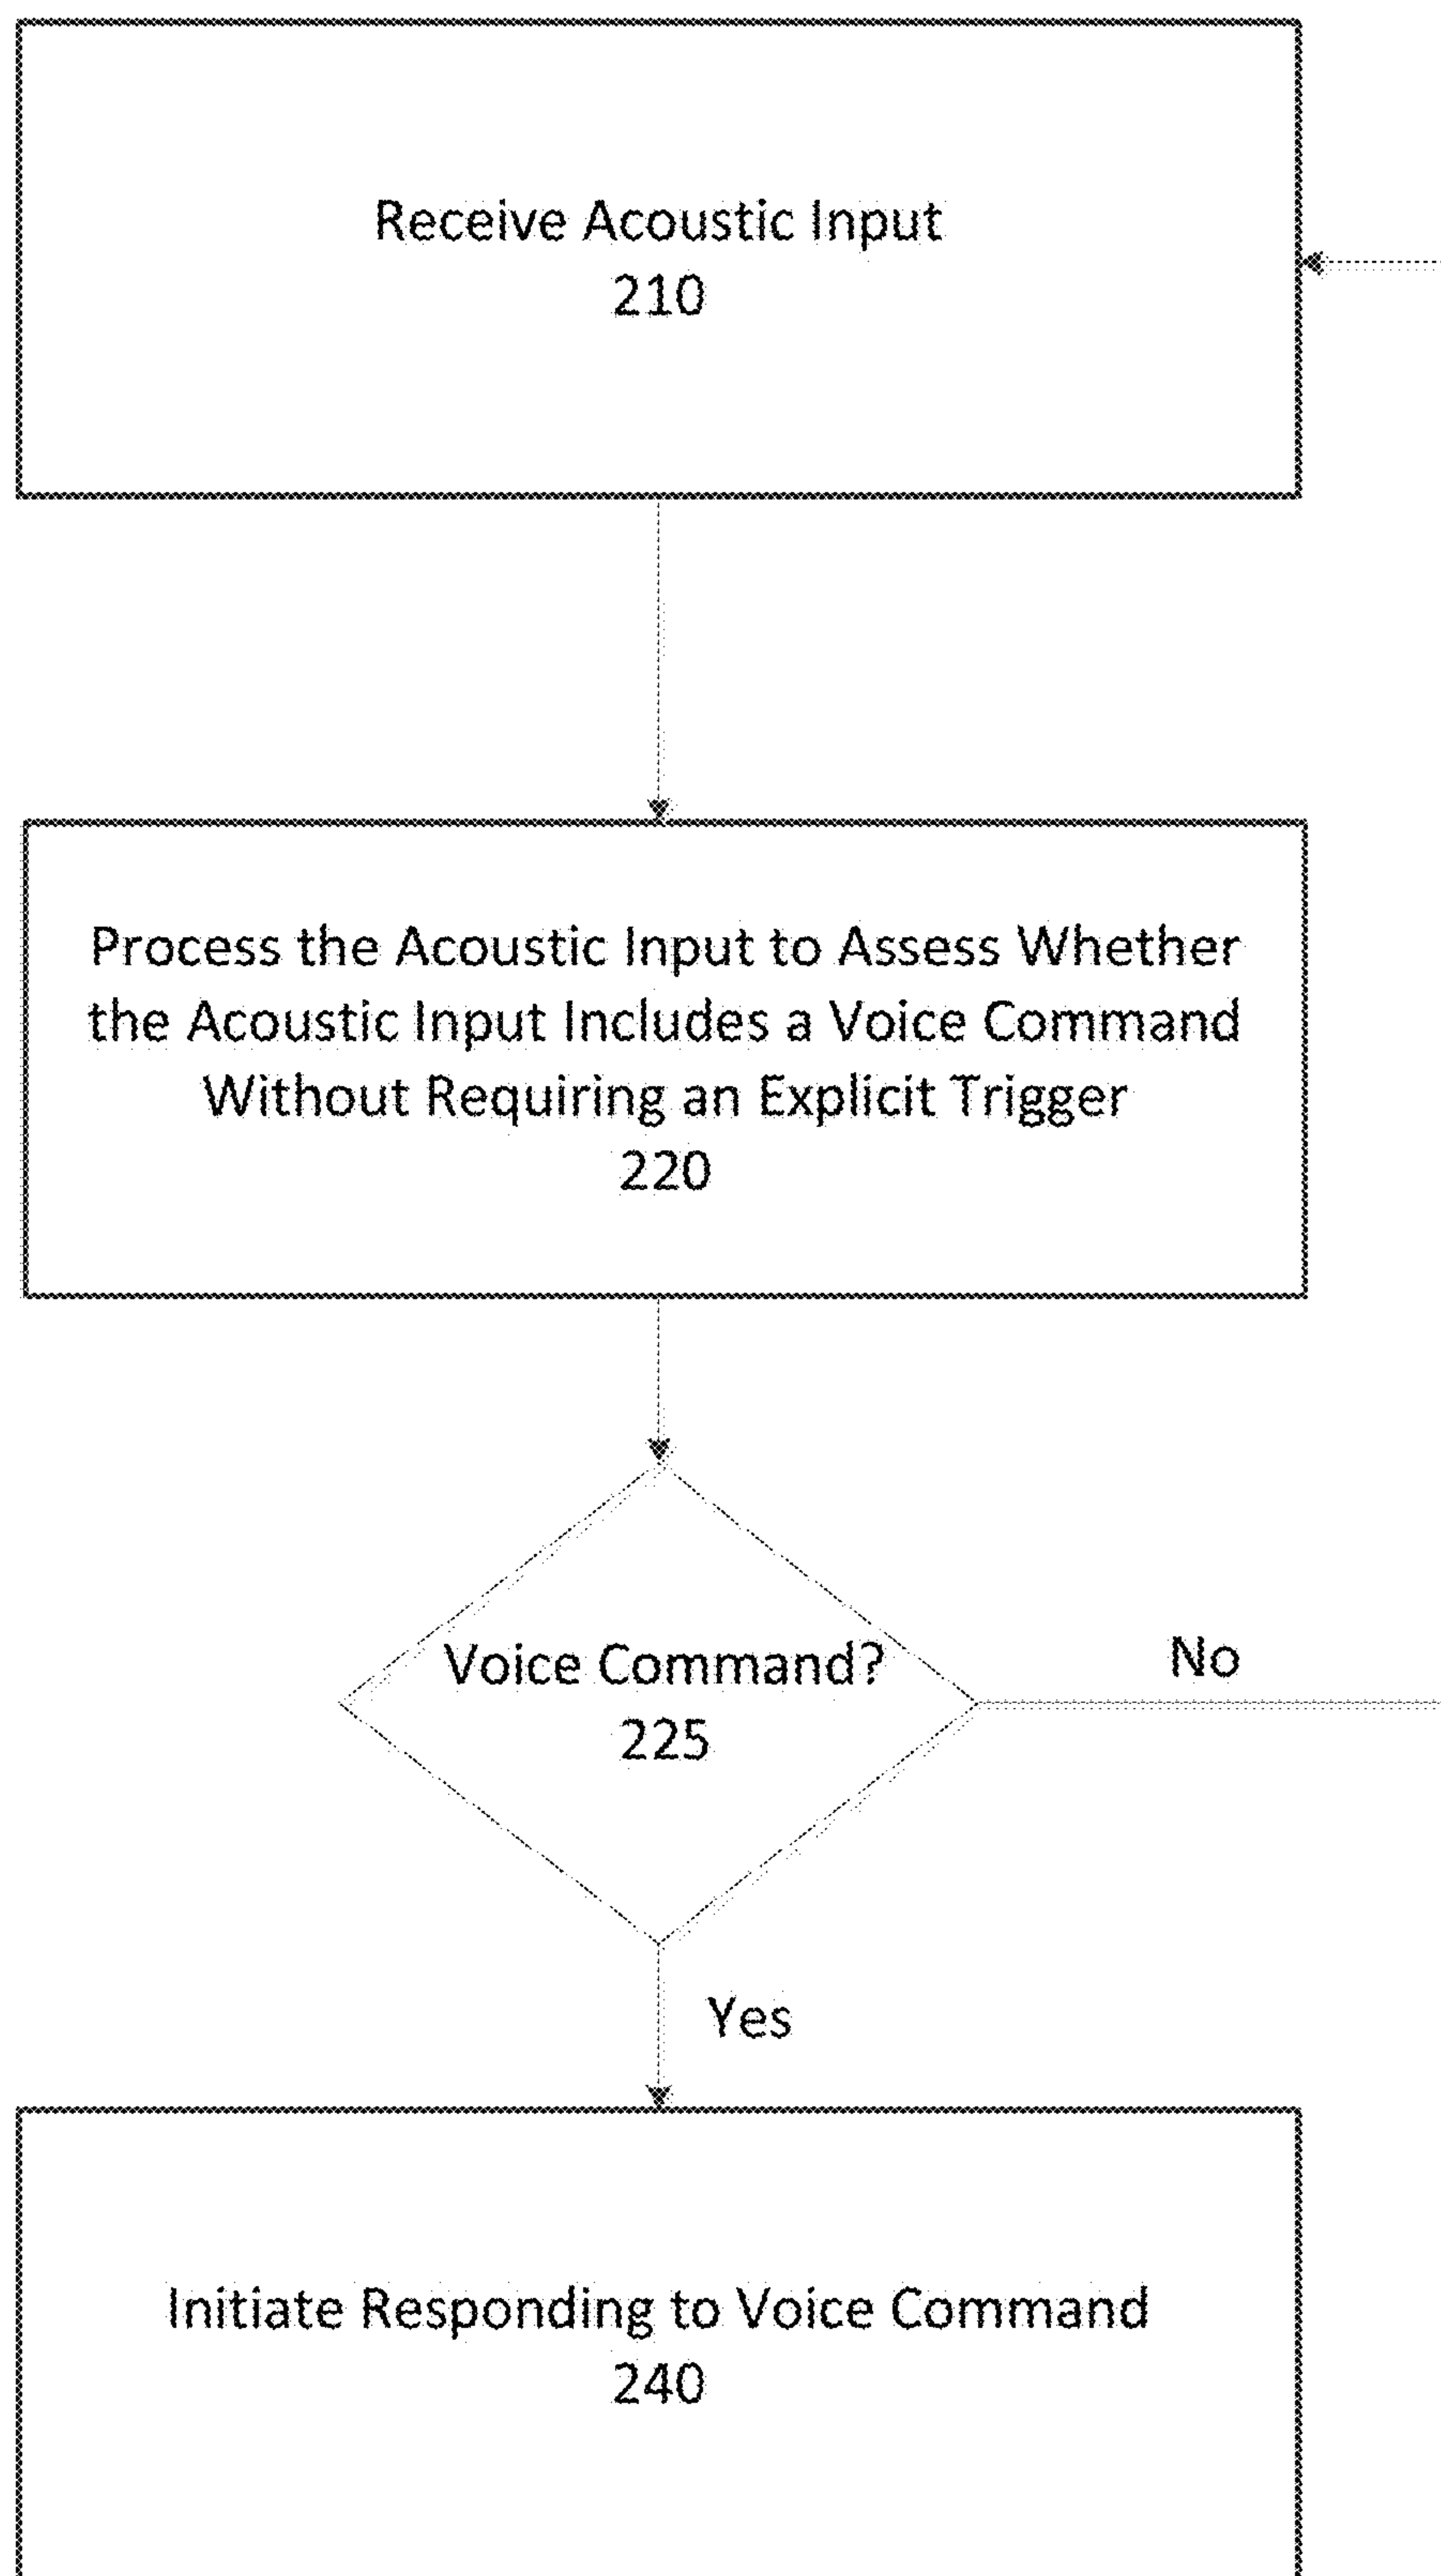 Receive Acoustic Input
210
Process the Acoustic Input to Assess Whether
the Acoustic Input Includes a Voice Command
Without Requiring an Explicit Trigger
220
Voice Command?
225
No
Yes
Initiate Responding to Voice Command
240